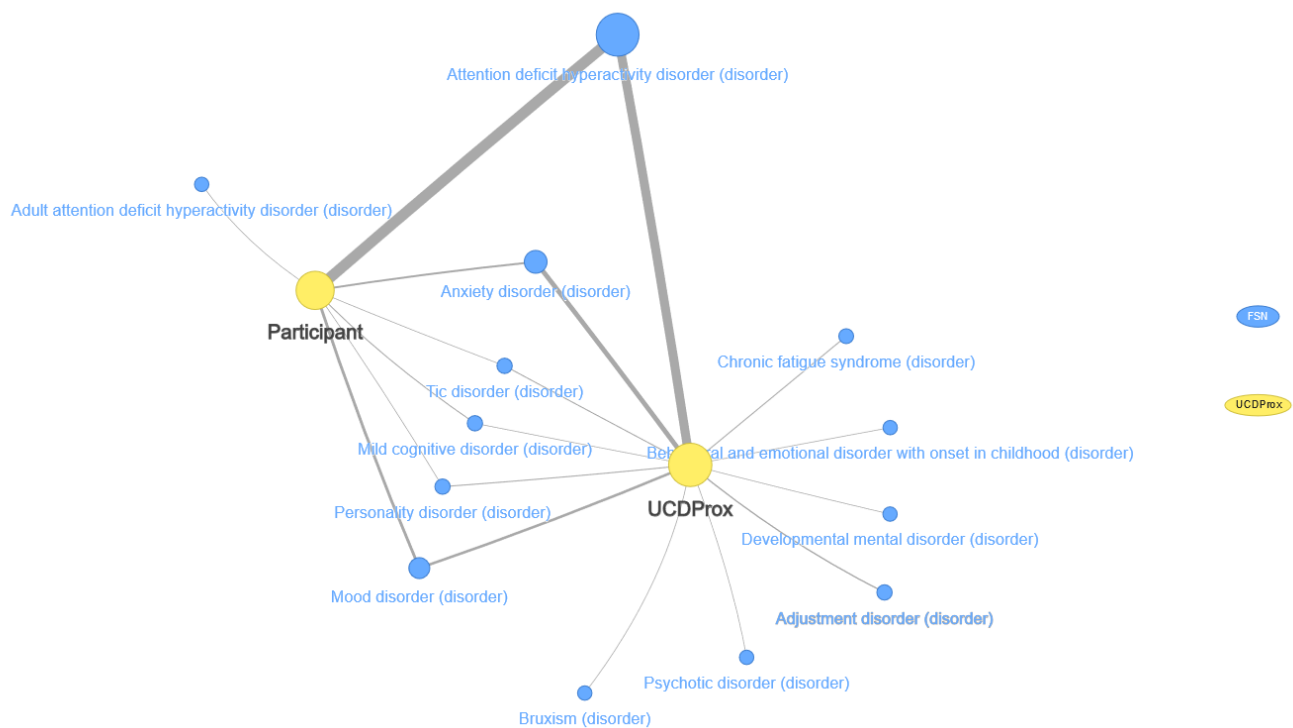 Attention deficit hyperactivity disorder (disorder)
Adult attention deficit hyperactivity disorder (disorder)
Anxiety disorder (disorder)
FSN
Participant
Chronic fatigue syndrome (disorder)
Tic disorder (disorder)
UCDProx
Mild cognitive disorder (disorder)
Behavioral and emotional disorder with onset in childhood (disorder)
Personality disorder (disorder)
UCDProx
Developmental mental disorder (disorder)
Mood disorder (disorder)
Adjustment disorder (disorder)
Psychotic disorder (disorder)
Bruxism (disorder)